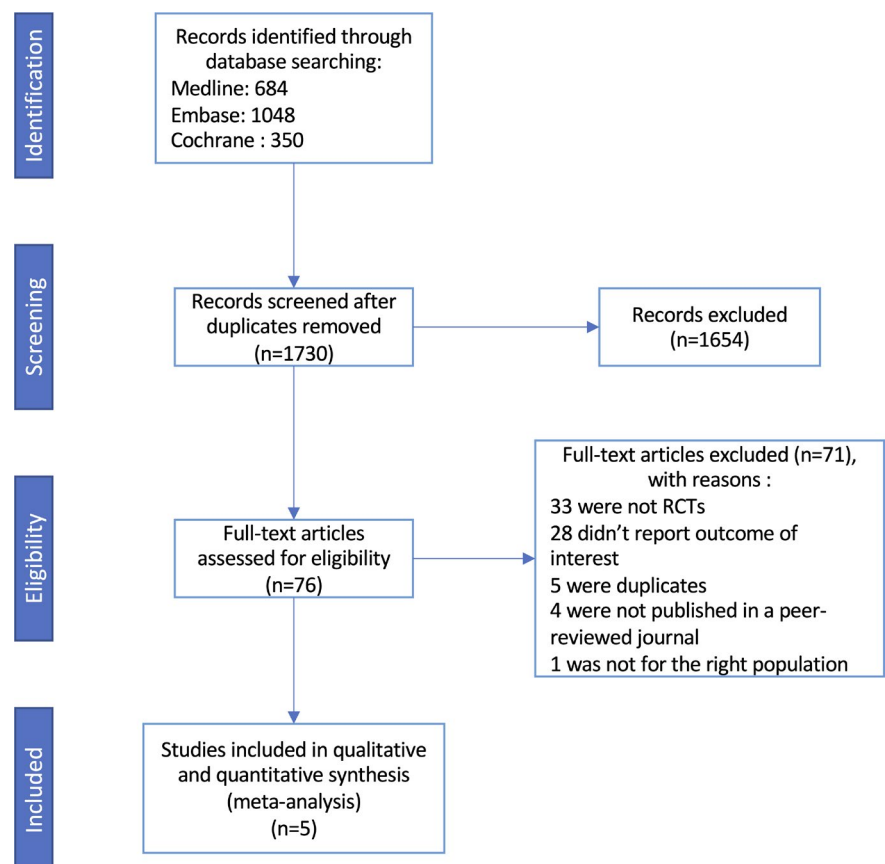 Identification
Records identified through
database searching:
Medline: 684
Embase: 1048
Cochrane : 350
Screening
Records screened after
duplicates removed
(n=1730)
Records excluded
(n=1654)
Eligibility
Full-text articles
assessed for eligibility
(n=76)
Full-text articles excluded (n=71),
with reasons :
33 were not RCTs
28 didn’t report outcome of
interest
5 were duplicates
4 were not published in a peer-
reviewed journal
1 was not for the right population
Included
Studies included in qualitative
and quantitative synthesis
(meta-analysis)
(n=5)